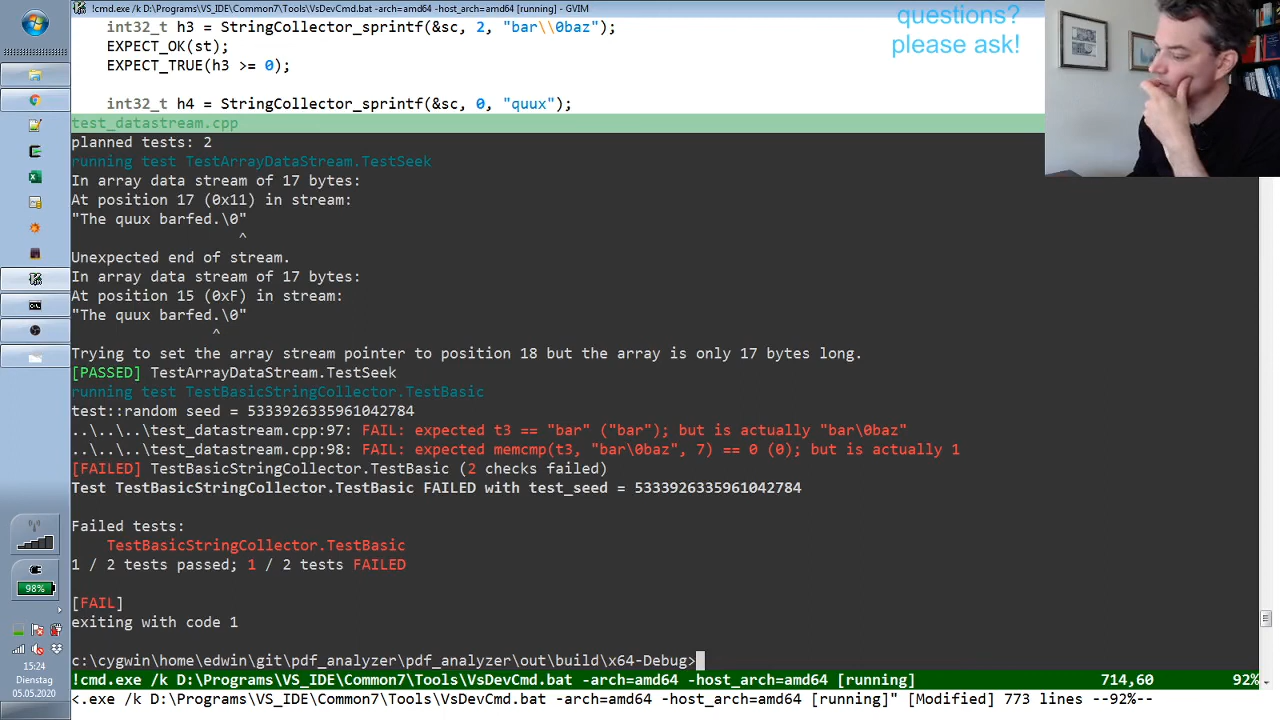 !cmd.exe /k D:\Programs\VS_IDE\Common7\Tools\VsDevCmd.bat -arch=amd64 -host_arch=amd64 [running] - GVIM
questions?
please ask!
int32_t h3 = StringCollector_sprintf(&sc, 2, "bar\\0baz");
EXPECT_OK(st);
EXPECT_TRUE(h3 >= 0);
int32_t h4 = StringCollector_sprintf(&sc, 0, "quux");
test_datastream.cpp
planned tests: 2
running test TestArrayDataStream.TestSeek
In array data stream of 17 bytes:
At position 17 (0x11) in stream:
"The quux barfed.\0"
^
Unexpected end of stream.
In array data stream of 17 bytes:
At position 15 (0xF) in stream:
"The quux barfed.\0"
^
Trying to set the array stream pointer to position 18 but the array is only 17 bytes long.
[PASSED] TestArrayDataStream.TestSeek
running test TestBasicStringCollector.TestBasic
test::random seed = 5333926335961042784
..\..\..\test_datastream.cpp:97: FAIL: expected t3 == "bar" ("bar"); but is actually "bar\0baz"
..\..\..\test_datastream.cpp:98: FAIL: expected memcmp(t3, "bar\0baz", 7) == 0 (0); but is actually 1
[FAILED] TestBasicStringCollector.TestBasic (2 checks failed)
Test TestBasicStringCollector.TestBasic FAILED with test_seed = 5333926335961042784
Failed tests:
TestBasicStringCollector.TestBasic
1 / 2 tests passed; 1 / 2 tests FAILED
[FAIL]
exiting with code 1
c:\cygwin\home\edwin\git\pdf_analyzer\pdf_analyzer\out\build\x64-Debug>
!cmd.exe /k D:\Programs\VS_IDE\Common7\Tools\VsDevCmd.bat -arch=amd64 -host_arch=amd64 [running] 714,60 92%
<.exe /k D:\Programs\VS_IDE\Common7\Tools\VsDevCmd.bat -arch=amd64 -host_arch=amd64 [running]" [Modified] 773 lines --92%--
98%
15:24
Dienstag
05.05.2020